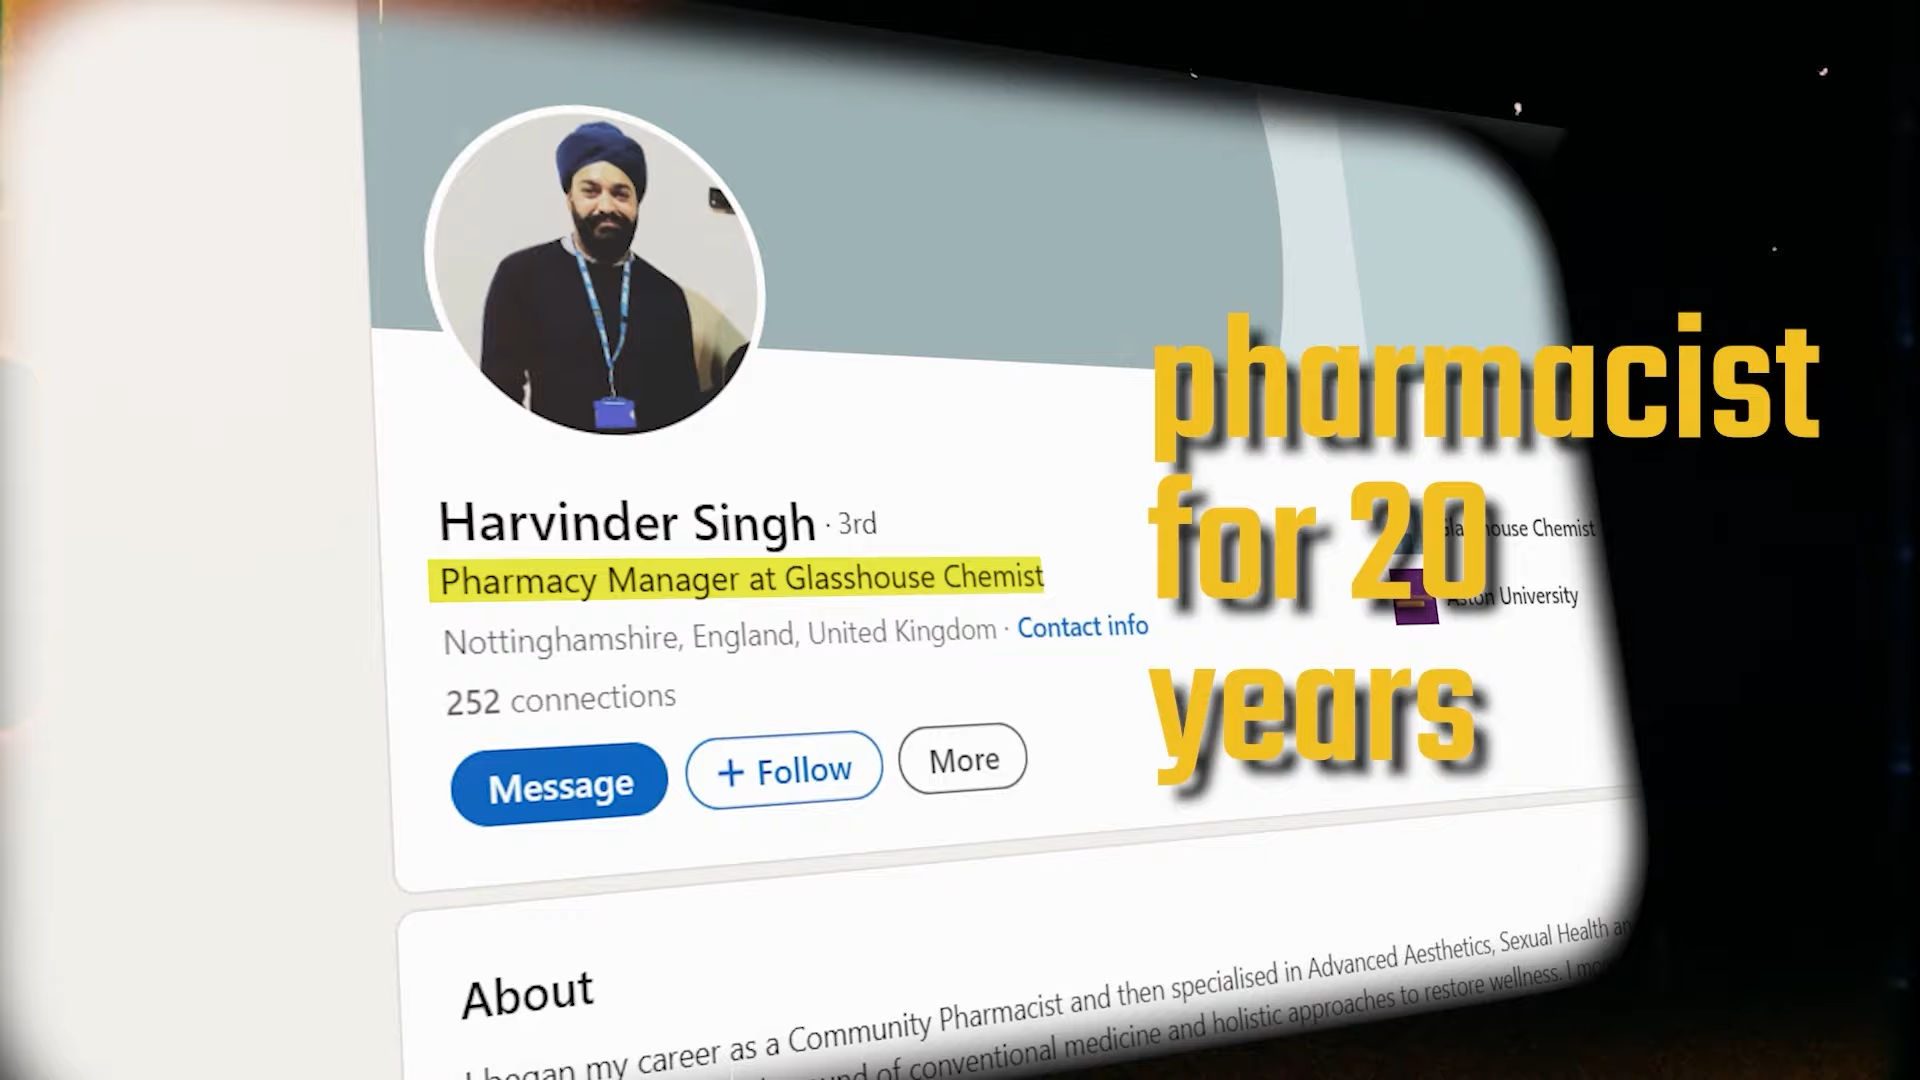 Harvinder Singh · 3rd
Pharmacy Manager at Glasshouse Chemist
Nottinghamshire, England, United Kingdom · Contact info
252 connections
Message
+ Follow
More
pharmacist
for 20
years
house Chemist
Aston University
About
I began my career as a Community Pharmacist and then specialised in Advanced Aesthetics, Sexual Health
of conventional medicine and holistic approaches to restore wellness. I